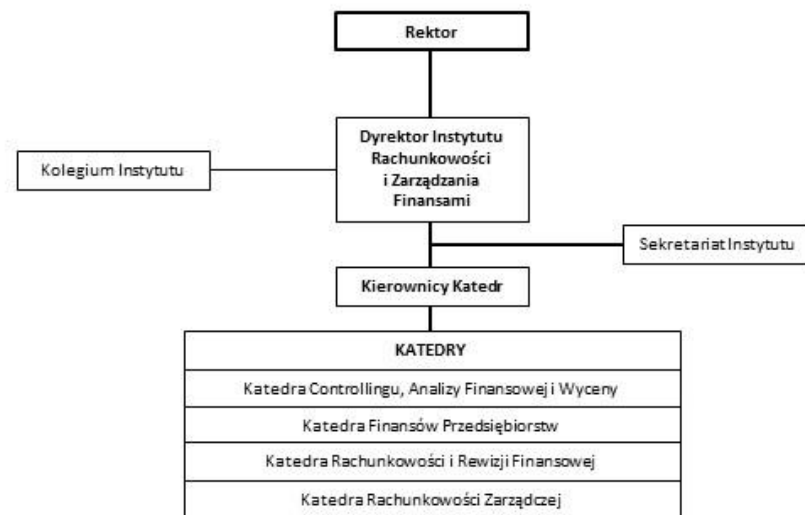 Rektor
Dyrektor Instytutu
Rachunkowości
i Zarządzania
Finansami
Kolegium Instytutu
Sekretariat Instytutu
Kierownicy Katedr
KATEDRY
Katedra Controllingu, Analizy Finansowej i Wyceny
Katedra Finansów Przedsiębiorstw
Katedra Rachunkowości i Rewizji Finansowej
Katedra Rachunkowości Zarządczej